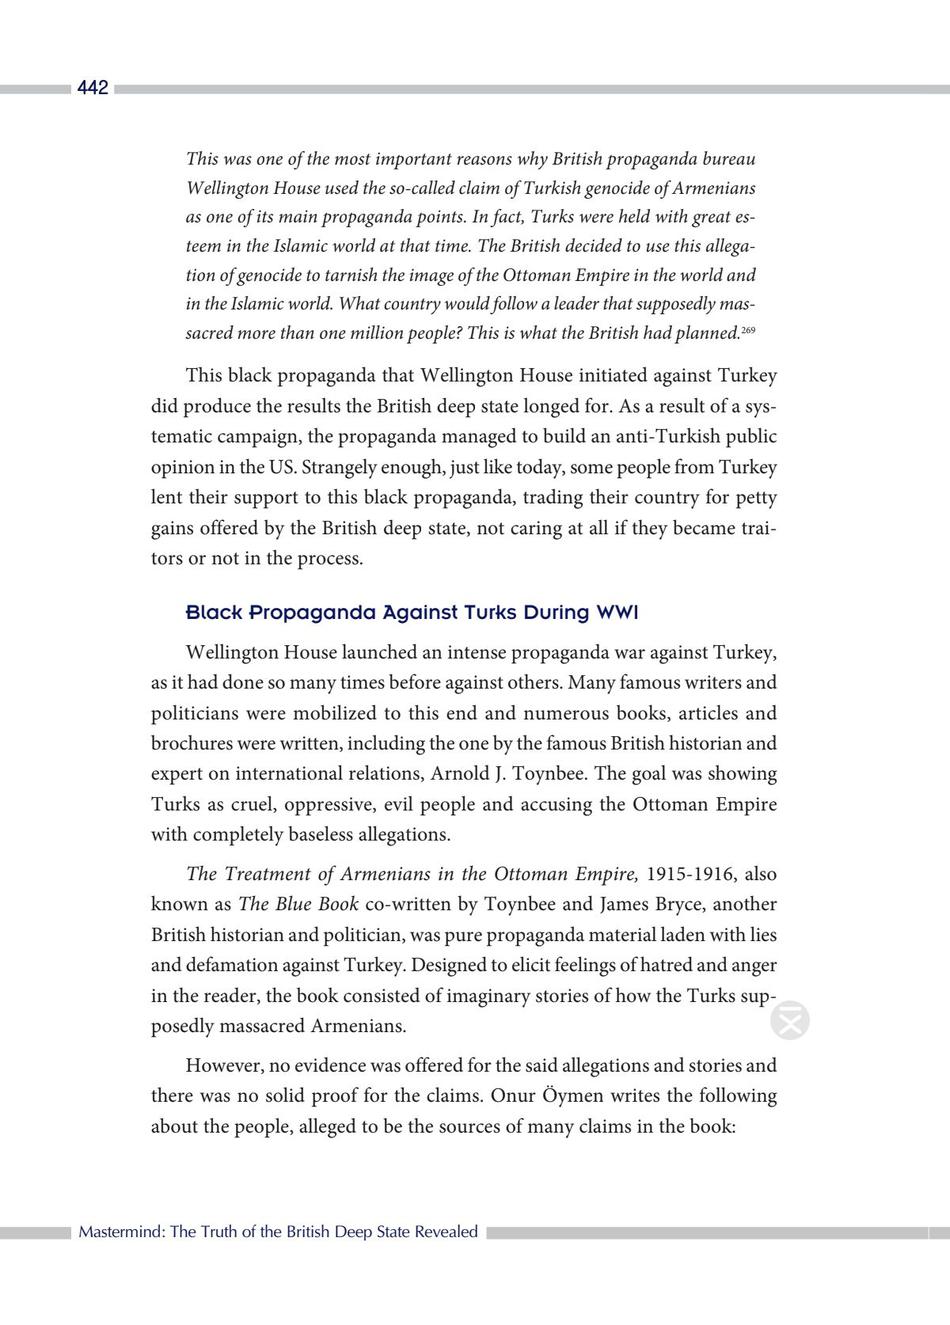 442
This was one of the most important reasons why British propaganda bureau
Wellington House used the so-called claim of Turkish genocide of Armenians
as one of its main propaganda points. In fact, Turks were held with great es-
teem in the Islamic world at that time. The British decided to use this allega-
tion of genocide to tarnish the image of the Ottoman Empire in the world and
in the Islamic world. What country would follow a leader that supposedly mas-
sacred more than one million people? This is what the British had planned.269
This black propaganda that Wellington House initiated against Turkey
did produce the results the British deep state longed for. As a result of a sys-
tematic campaign, the propaganda managed to build an anti-Turkish public
opinion in the US. Strangely enough, just like today, some people from Turkey
lent their support to this black propaganda, trading their country for petty
gains offered by the British deep state, not caring at all if they became trai-
tors or not in the process.
Black Propaganda Against Turks During WWI
Wellington House launched an intense propaganda war against Turkey,
as it had done so many times before against others. Many famous writers and
politicians were mobilized to this end and numerous books, articles and
brochures were written, including the one by the famous British historian and
expert on international relations, Arnold J. Toynbee. The goal was showing
Turks as cruel, oppressive, evil people and accusing the Ottoman Empire
with completely baseless allegations.
The Treatment of Armenians in the Ottoman Empire, 1915-1916, also
known as The Blue Book co-written by Toynbee and James Bryce, another
British historian and politician, was pure propaganda material laden with lies
and defamation against Turkey. Designed to elicit feelings of hatred and anger
in the reader, the book consisted of imaginary stories of how the Turks sup-
posedly massacred Armenians.
However, no evidence was offered for the said allegations and stories and
there was no solid proof for the claims. Onur Öymen writes the following
about the people, alleged to be the sources of many claims in the book:
Mastermind: The Truth of the British Deep State Revealed